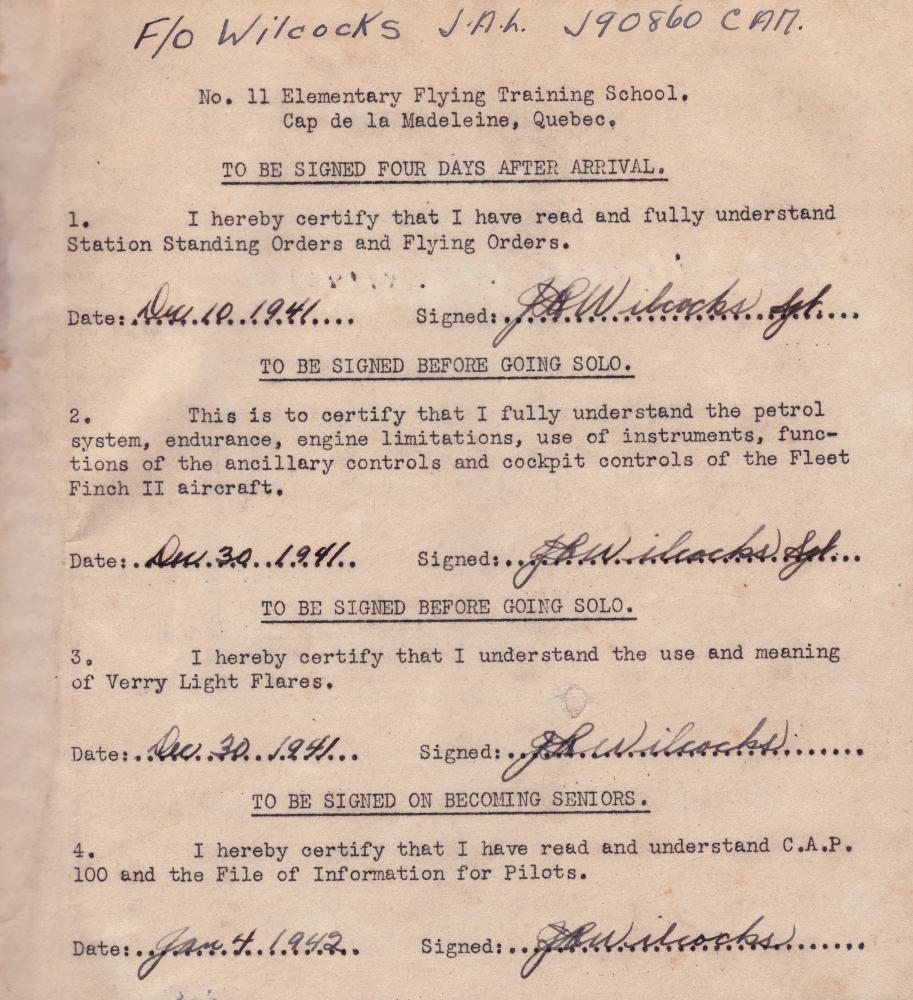 F/o Wilcocks J.A.L. J90860 CAN.
No. 11 Elementary Flying Training School.
Cap de la Madeleine, Quebec.
TO BE SIGNED FOUR DAYS AFTER ARRIVAL.
1. I hereby certify that I have read and fully understand
Station Standing Orders and Flying Orders.
Date:..Dec. 10..1941.... Signed:..Wilcocks..Sgt....
TO BE SIGNED BEFORE GOING SOLO.
2. This is to certify that I fully understand the petrol
system, endurance, engine limitations, use of instruments, func-
tions of the ancillary controls and cockpit controls of the Fleet
Finch II aircraft.
Date:..Dec. 30..1941.. Signed:..Wilcocks Sgt...
TO BE SIGNED BEFORE GOING SOLO.
3. I hereby certify that I understand the use and meaning
of Verry Light Flares.
Date:..Dec. 30..1941... Signed:..Wilcocks........
TO BE SIGNED ON BECOMING SENIORS.
4. I hereby certify that I have read and understand C.A.P.
100 and the File of Information for Pilots.
Date:..Jan. 4..1942.. Signed:..Wilcocks.......